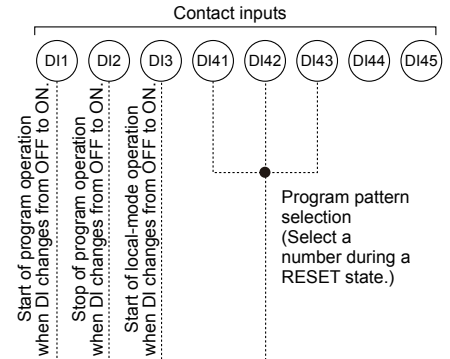 Contact inputs
DI1
DI2
DI3
DI41
DI42
DI43
DI44
DI45
Start of program operation
when DI changes from OFF to ON.
Stop of program operation
when DI changes from OFF to ON.
Start of local-mode operation
when DI changes from OFF to ON.
Program pattern
selection
(Select a
number during a
RESET state.)